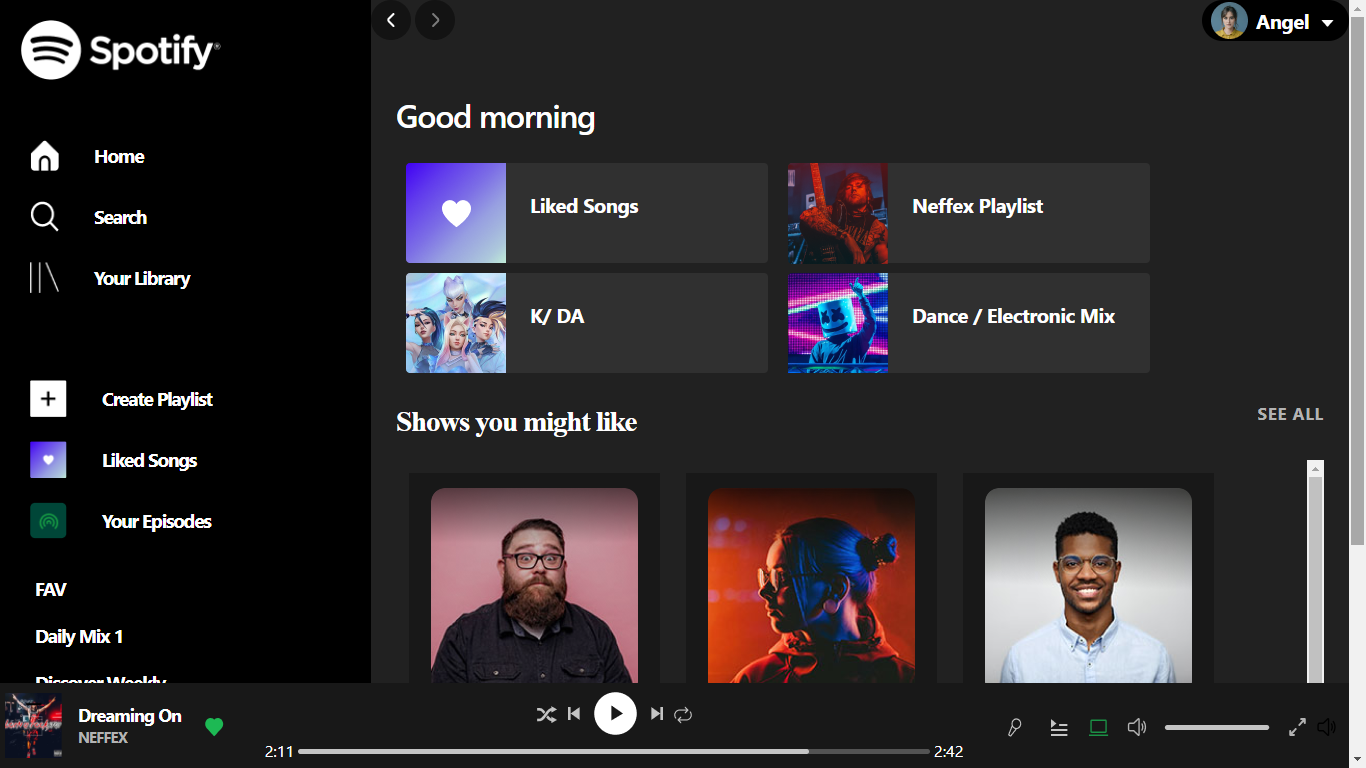 Spotify®
Home
Search
Your Library
Create Playlist
Liked Songs
Your Episodes
FAV
Daily Mix 1
Discover Weekly
Angel
Good morning
Liked Songs
Neffex Playlist
K/ DA
Dance / Electronic Mix
Shows you might like
SEE ALL
Dreaming On
NEFFEX
2:11
2:42